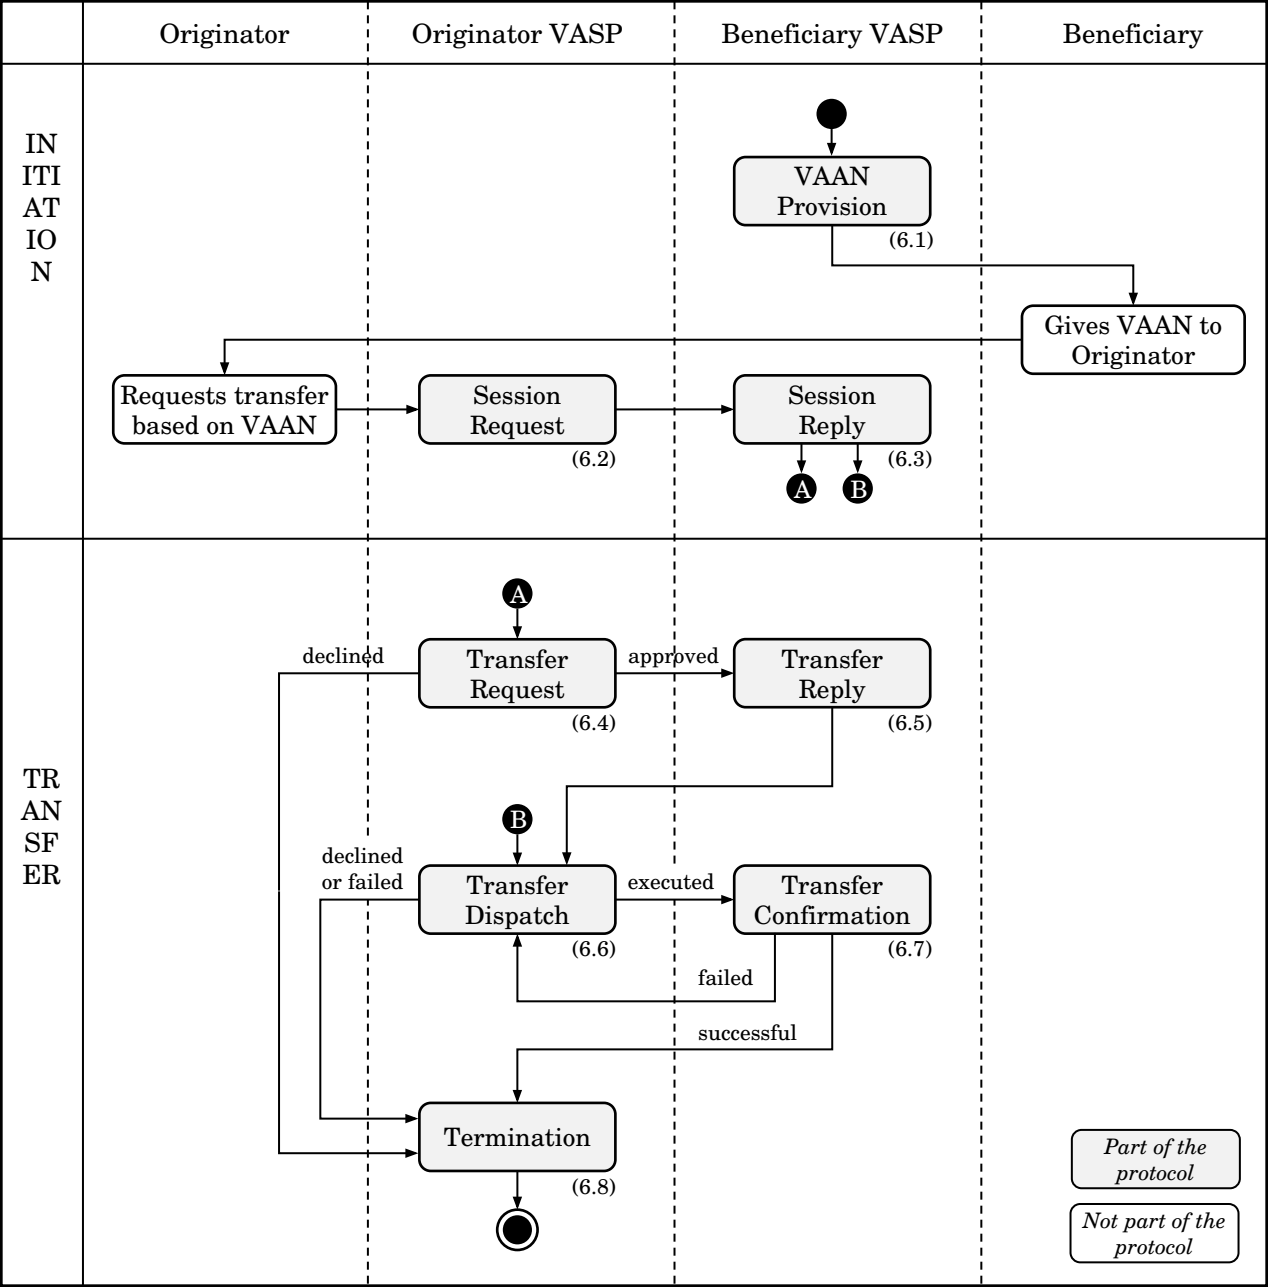 Originator
Originator VASP
Beneficiary VASP
Beneficiary
IN
ITI
AT
IO
N
VAAN
Provision
(6.1)
Gives VAAN to
Originator
Requests transfer
based on VAAN
Session
Request
(6.2)
Session
Reply
(6.3)
A
B
TR
AN
SF
ER
A
declined
Transfer
Request
(6.4)
approved
Transfer
Reply
(6.5)
B
declined
or failed
Transfer
Dispatch
(6.6)
executed
Transfer
Confirmation
(6.7)
failed
successful
Termination
(6.8)
Part of the
protocol
Not part of the
protocol